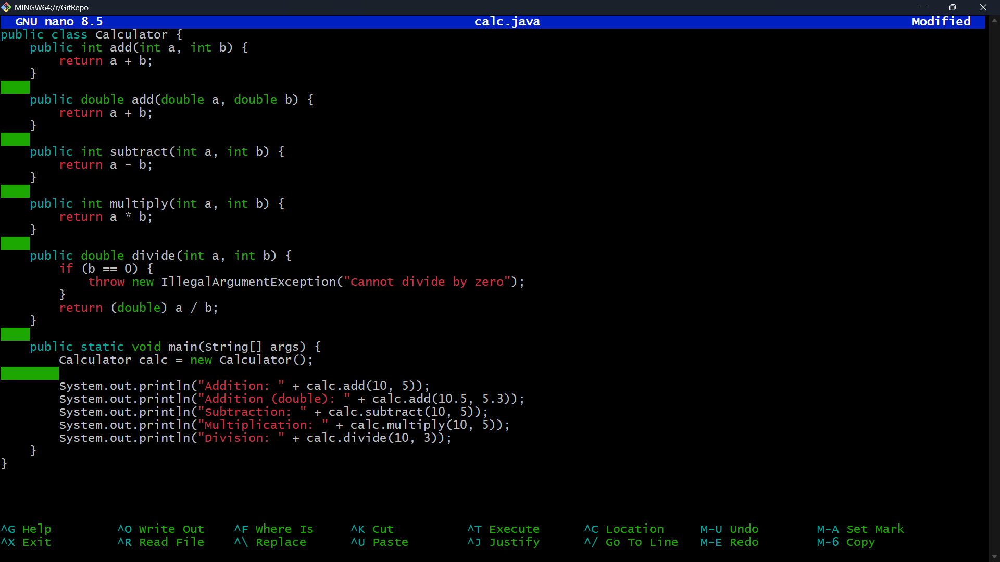 MINGW64:/r/GitRepo
GNU nano 8.5 calc.java Modified
public class Calculator {
    public int add(int a, int b) {
        return a + b;
    }

    public double add(double a, double b) {
        return a + b;
    }

    public int subtract(int a, int b) {
        return a - b;
    }

    public int multiply(int a, int b) {
        return a * b;
    }

    public double divide(int a, int b) {
        if (b == 0) {
            throw new IllegalArgumentException("Cannot divide by zero");
        }
        return (double) a / b;
    }

    public static void main(String[] args) {
        Calculator calc = new Calculator();

        System.out.println("Addition: " + calc.add(10, 5));
        System.out.println("Addition (double): " + calc.add(10.5, 5.3));
        System.out.println("Subtraction: " + calc.subtract(10, 5));
        System.out.println("Multiplication: " + calc.multiply(10, 5));
        System.out.println("Division: " + calc.divide(10, 3));
    }
}
^G Help ^O Write Out ^F Where Is ^K Cut ^T Execute ^C Location M-U Undo M-A Set Mark
^X Exit ^R Read File ^\ Replace ^U Paste ^J Justify ^/ Go To Line M-E Redo M-6 Copy